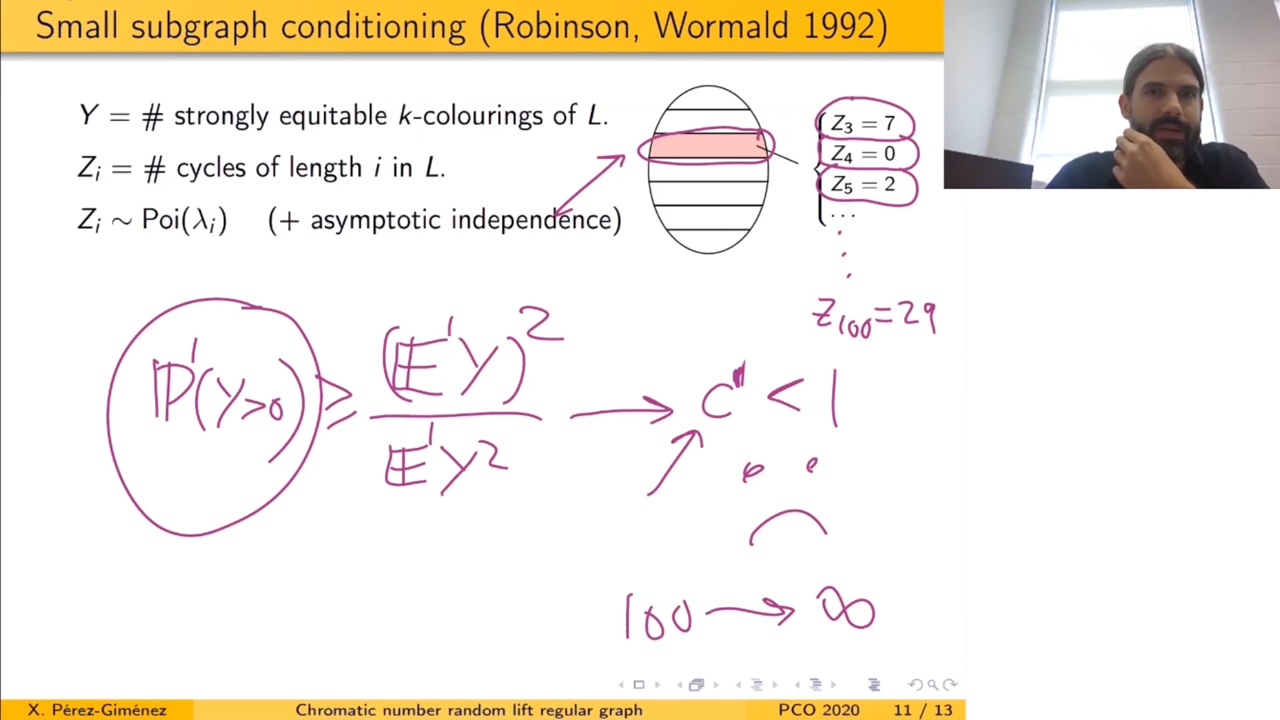 Small subgraph conditioning (Robinson, Wormald 1992)
Y = # strongly equitable k-colourings of L.
Z_i = # cycles of length i in L.
Z_i ∼ Poi(λ_i) (+ asymptotic independence)
Z_3 = 7
Z_4 = 0
Z_5 = 2
...
Z_100 = 29
P'(Y>0) ≥ (E'Y)^2 / E'Y^2 → c" < 1
100 → ∞
X. Pérez-Giménez Chromatic number random lift regular graph PCO 2020 11 / 13